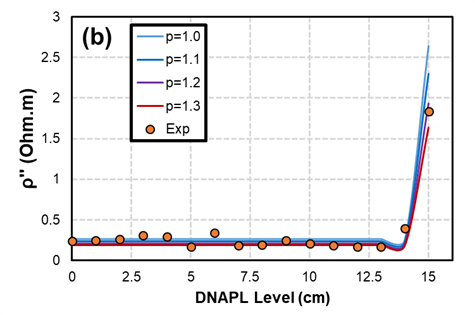 (b)
p=1.0
p=1.1
p=1.2
p=1.3
Exp
3
2.5
2
1.5
1
0.5
0
ρ" (Ohm.m)
0 2.5 5 7.5 10 12.5 15
DNAPL Level (cm)